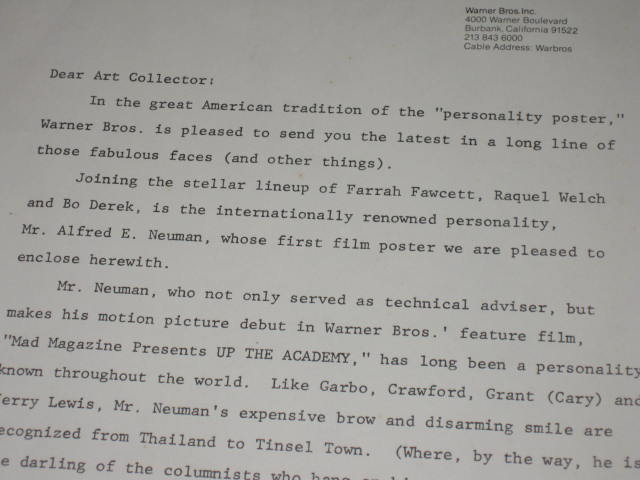 Warner Bros. Inc.
4000 Warner Boulevard
Burbank, California 91522
213 843 6000
Cable Address: Warbros
Dear Art Collector:
In the great American tradition of the "personality poster,"
Warner Bros. is pleased to send you the latest in a long line of
those fabulous faces (and other things).
Joining the stellar lineup of Farrah Fawcett, Raquel Welch
and Bo Derek, is the internationally renowned personality,
Mr. Alfred E. Neuman, whose first film poster we are pleased to
enclose herewith.
Mr. Neuman, who not only served as technical adviser, but
makes his motion picture debut in Warner Bros.' feature film,
"Mad Magazine Presents UP THE ACADEMY," has long been a personality
known throughout the world. Like Garbo, Crawford, Grant (Cary) and
erry Lewis, Mr. Neuman's expensive brow and disarming smile are
ecognized from Thailand to Tinsel Town. (Where, by the way, he is
e darling of the columnists who